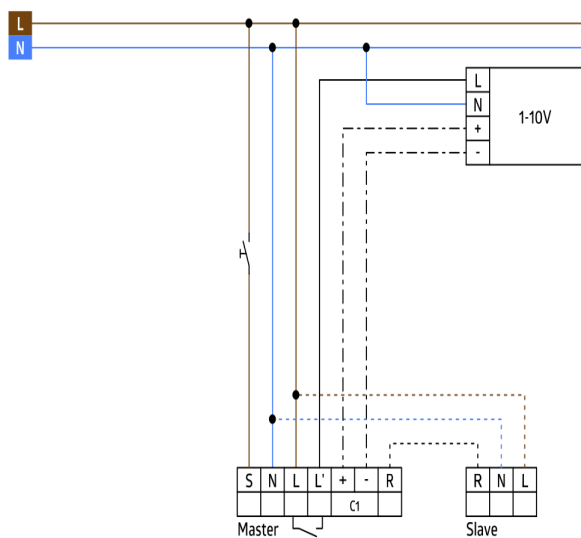 L
N
L
N
1-10V
+
-
S N L L' + - R
R N L
C1
Master
Slave